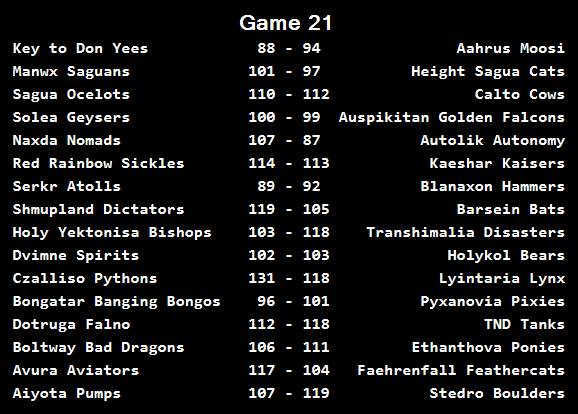 Game 21
Key to Don Yees 88 - 94 Aahrus Moosi
Manwx Saguans 101 - 97 Height Sagua Cats
Sagua Ocelots 110 - 112 Calto Cows
Solea Geysers 100 - 99 Auspikitan Golden Falcons
Naxda Nomads 107 - 87 Autolik Autonomy
Red Rainbow Sickles 114 - 113 Kaeshar Kaisers
Serkr Atolls 89 - 92 Blanaxon Hammers
Shmupland Dictators 119 - 105 Barsein Bats
Holy Yektonisa Bishops 103 - 118 Transhimalia Disasters
Dvimne Spirits 102 - 103 Holykol Bears
Czalliso Pythons 131 - 118 Lyintaria Lynx
Bongatar Banging Bongos 96 - 101 Pyxanovia Pixies
Dotruga Falno 112 - 118 TND Tanks
Boltway Bad Dragons 106 - 111 Ethanthova Ponies
Avura Aviators 117 - 104 Faehrenfall Feathercats
Aiyota Pumps 107 - 119 Stedro Boulders